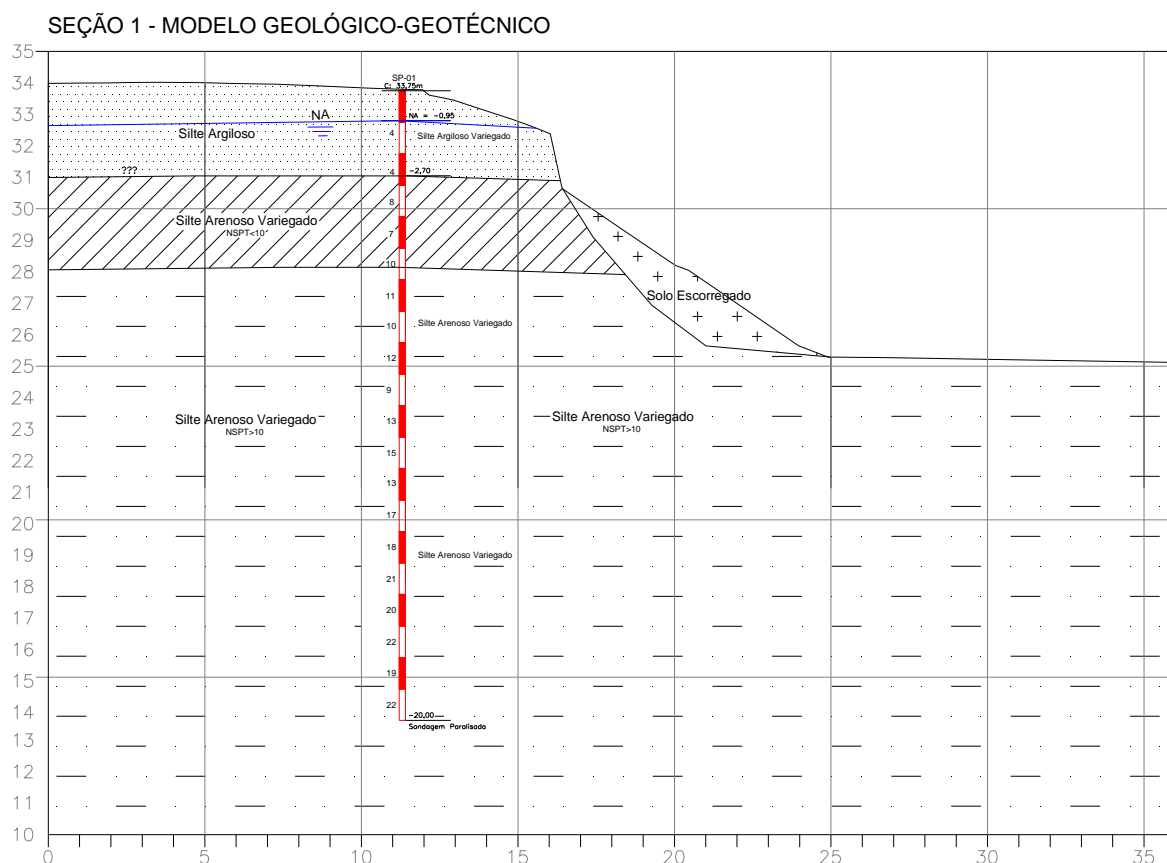 SEÇÃO 1 - MODELO GEOLÓGICO-GEOTÉCNICO
35
34
33
32
31
30
29
28
27
26
25
24
23
22
21
20
19
18
17
16
15
14
13
12
11
10
SP-01
C: 33,75m
NA = -0,95
NA
Silte Argiloso
4
Silte Argiloso Variegado
???
4
-2,70
8
Silte Arenoso Variegado
NSPT<10
7
10
11
Solo Escorregado
10
Silte Arenoso Variegado
12
9
Silte Arenoso Variegado
NSPT>10
13
Silte Arenoso Variegado
NSPT>10
15
13
17
18
Silte Arenoso Variegado
21
20
22
19
22
-20,00
Sondagem Paralisada
0 5 10 15 20 25 30 35